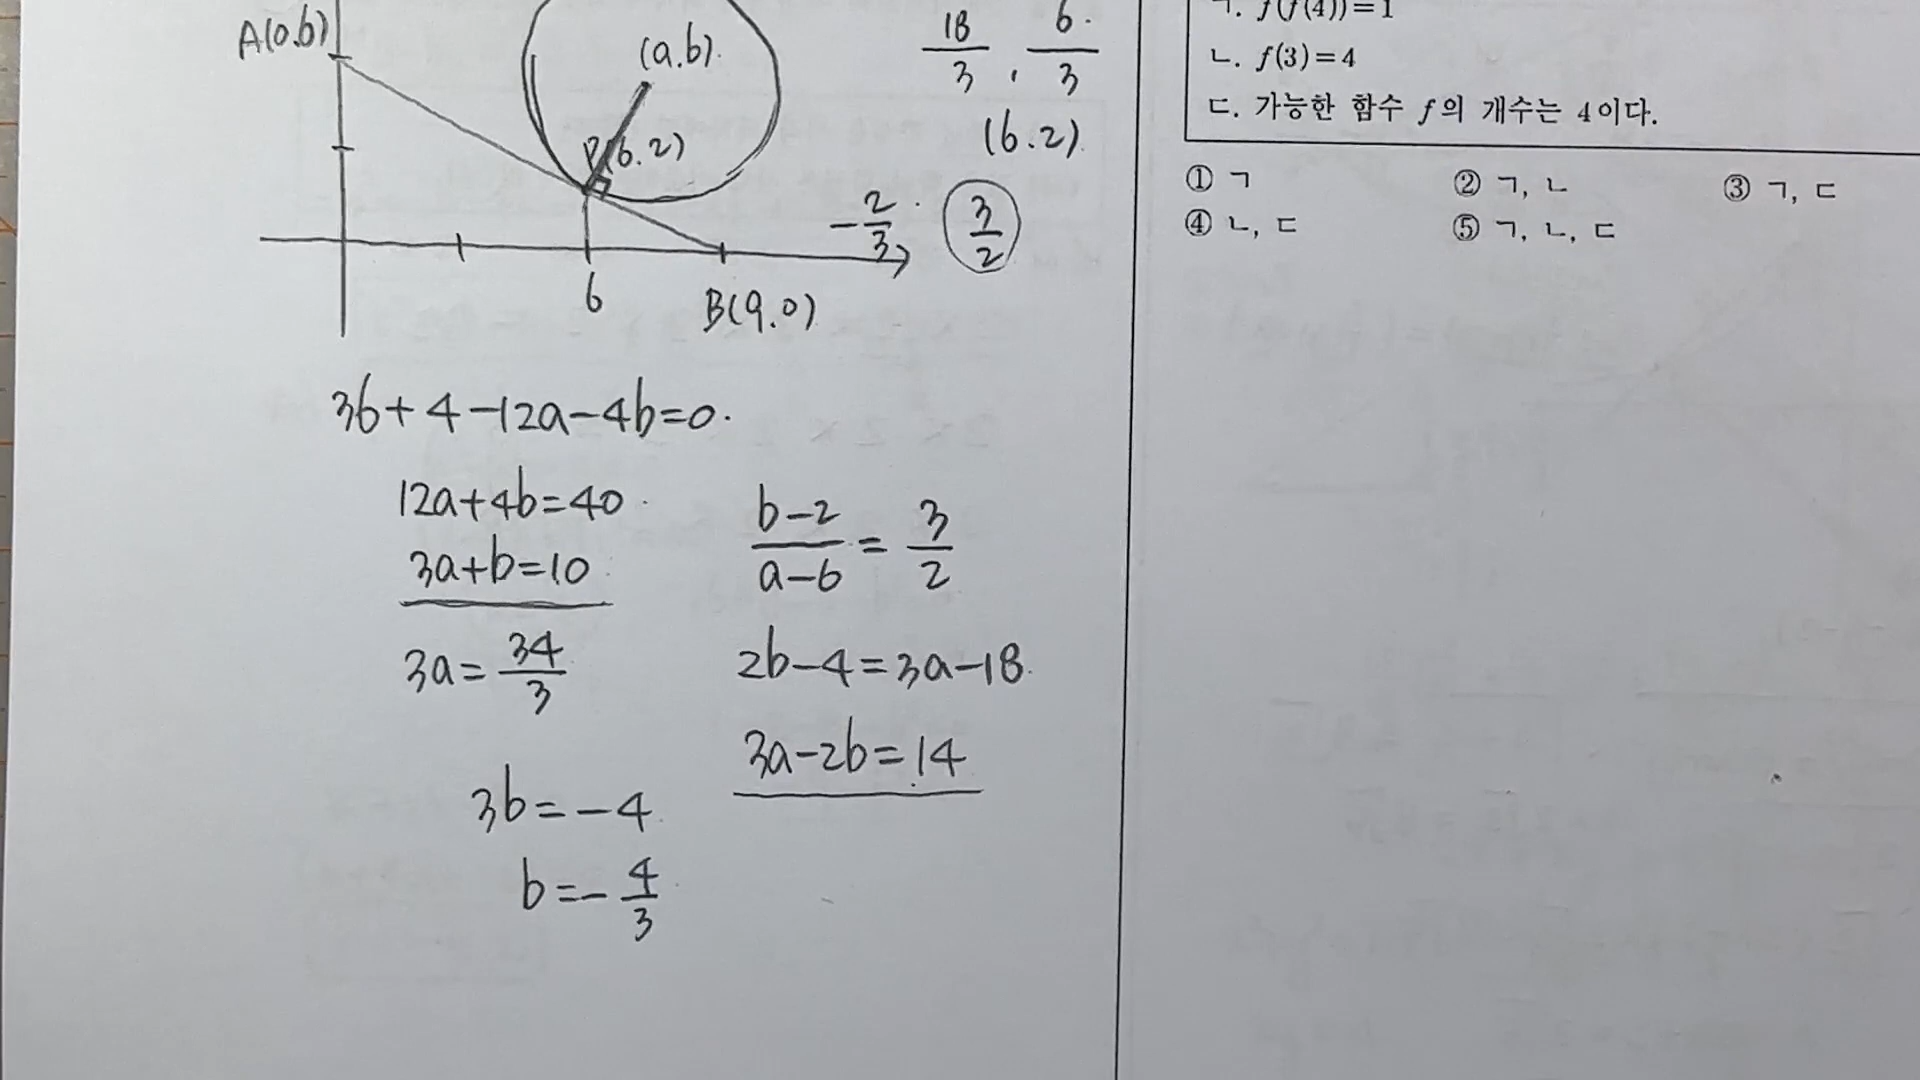 A(0.6)
(a.b).
P(6.2)
6
B(9.0)
18/3 , 6/3
(6.2)
-2/3 . 3/2
36+4-12a-4b=0.
12a+4b=40
3a+b=10
3a=34/3
3b=-4
b=-4/3
b-2/a-6 = 3/2
2b-4=3a-18
3a-2b=14
ㄱ. f(f(4))=1
ㄴ. f(3)=4
ㄷ. 가능한 함수 f의 개수는 4이다.
① ㄱ ② ㄱ, ㄴ ③ ㄱ, ㄷ
④ ㄴ, ㄷ ⑤ ㄱ, ㄴ, ㄷ